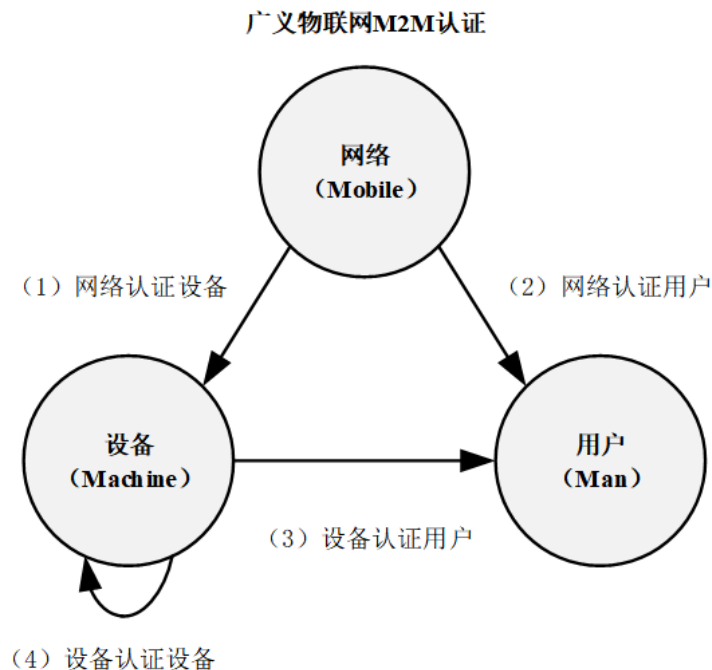 广义物联网M2M认证
网络
（Mobile）
（1）网络认证设备
（2）网络认证用户
设备
（Machine）
用户
（Man）
（3）设备认证用户
（4）设备认证设备